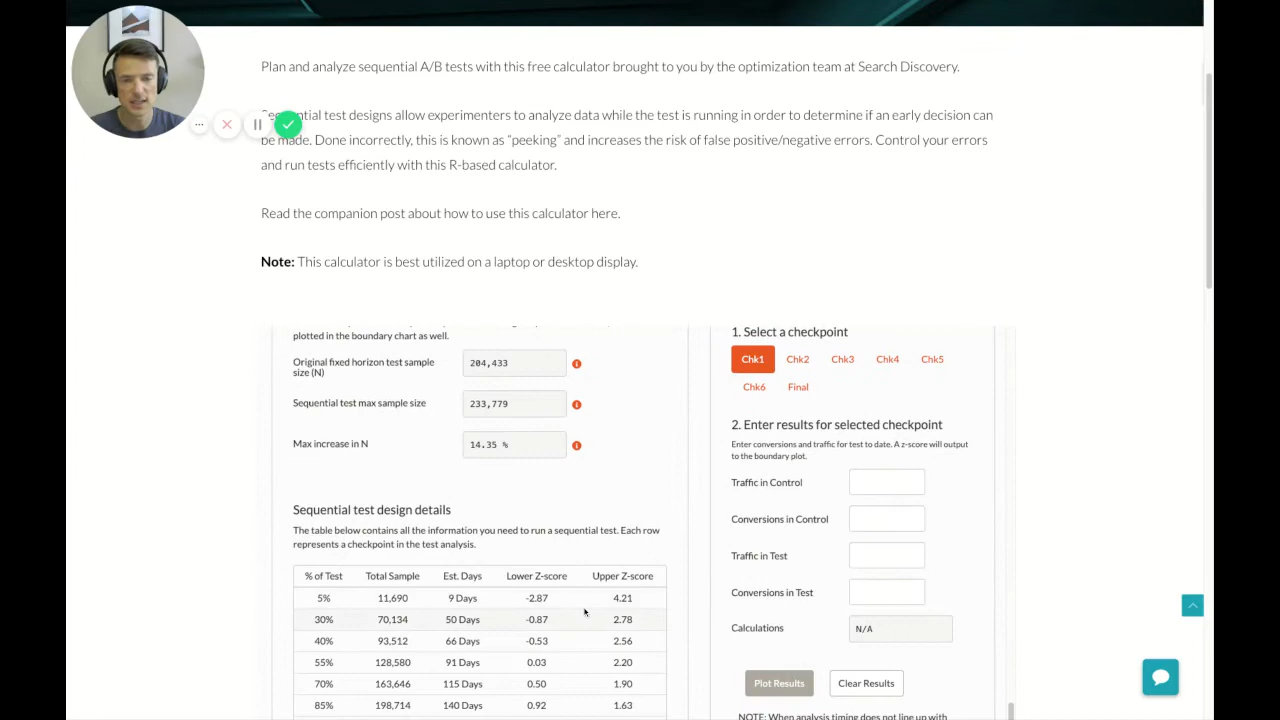 Plan and analyze sequential A/B tests with this free calculator brought to you by the optimization team at Search Discovery.
ntial test designs allow experimenters to analyze data while the test is running in order to determine if an early decision can
be made. Done incorrectly, this is known as “peeking” and increases the risk of false positive/negative errors. Control your errors
and run tests efficiently with this R-based calculator.
Read the companion post about how to use this calculator here.
Note: This calculator is best utilized on a laptop or desktop display.
plotted in the boundary chart as well.
Original fixed horizon test sample
size (N)
204,433
Sequential test max sample size
233,779
Max increase in N
14.35 %
Sequential test design details
The table below contains all the information you need to run a sequential test. Each row
represents a checkpoint in the test analysis.
% of Test Total Sample Est. Days Lower Z-score Upper Z-score
5% 11,690 9 Days -2.87 4.21
30% 70,134 50 Days -0.87 2.78
40% 93,512 66 Days -0.53 2.56
55% 128,580 91 Days 0.03 2.20
70% 163,646 115 Days 0.50 1.90
85% 198,714 140 Days 0.92 1.63
1. Select a checkpoint
Chk1 Chk2 Chk3 Chk4 Chk5
Chk6 Final
2. Enter results for selected checkpoint
Enter conversions and traffic for test to date. A z-score will output
to the boundary plot.
Traffic in Control
Conversions in Control
Traffic in Test
Conversions in Test
Calculations N/A
Plot Results Clear Results
NOTE: When analysis timing does not line up with